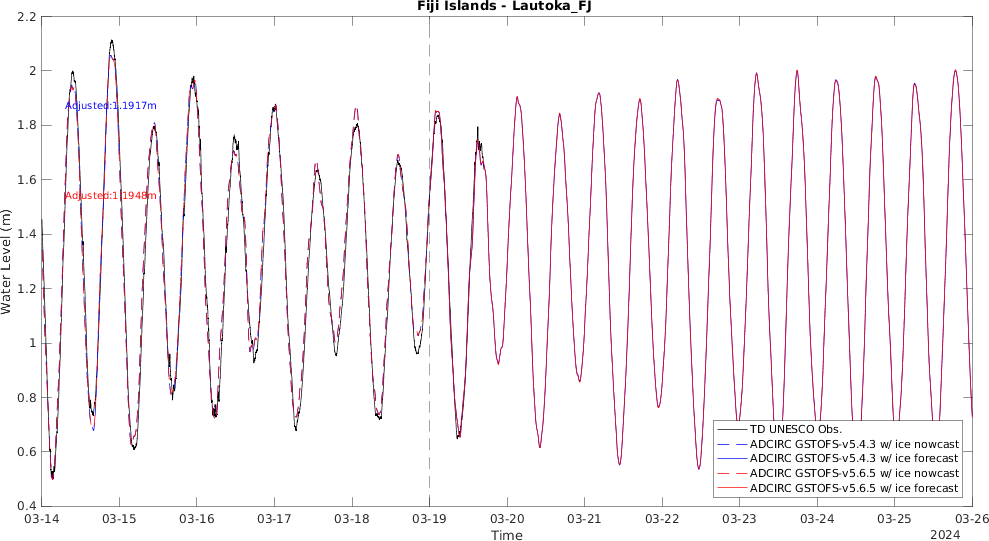 Fiji Islands - Lautoka_FJ
Water Level (m)
2.2
2
1.8
1.6
1.4
1.2
1
0.8
0.6
0.4
Adjusted:1.1917m
Adjusted:1.1948m
TD UNESCO Obs.
ADCIRC GSTOFS-v5.4.3 w/ ice nowcast
ADCIRC GSTOFS-v5.4.3 w/ ice forecast
ADCIRC GSTOFS-v5.6.5 w/ ice nowcast
ADCIRC GSTOFS-v5.6.5 w/ ice forecast
03-14 03-15 03-16 03-17 03-18 03-19 03-20 03-21 03-22 03-23 03-24 03-25 03-26
Time
2024